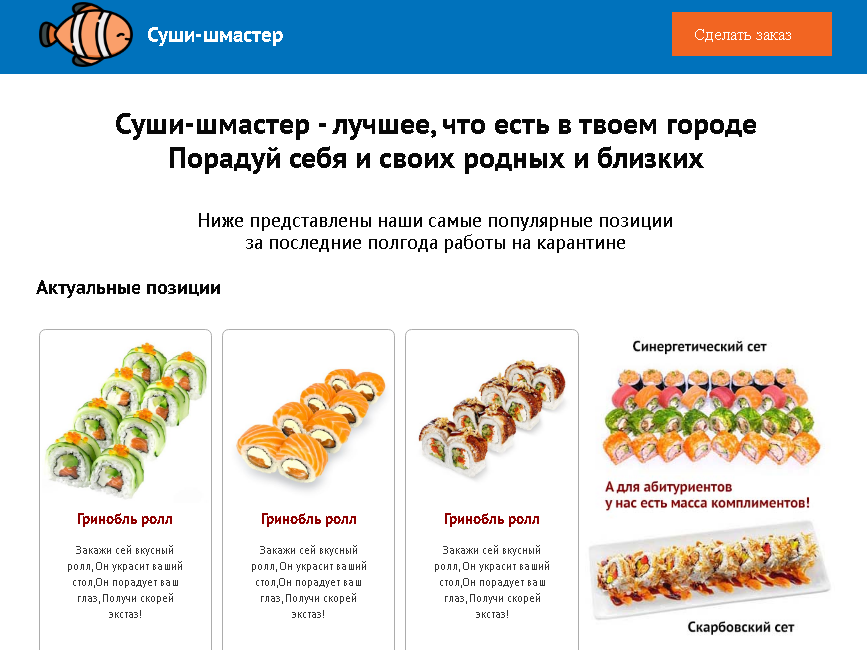 Суши-шмастер
Сделать заказ
Суши-шмастер - лучшее, что есть в твоем городе
Порадуй себя и своих родных и близких
Ниже представлены наши самые популярные позиции
за последние полгода работы на карантине
Актуальные позиции
Гринобль ролл
Закажи сей вкусный
ролл,Он украсит ваший
стол,Он порадует ваш
глаз,Получи скорей
экстаз!
Гринобль ролл
Закажи сей вкусный
ролл,Он украсит ваший
стол,Он порадует ваш
глаз,Получи скорей
экстаз!
Гринобль ролл
Закажи сей вкусный
ролл,Он украсит ваший
стол,Он порадует ваш
глаз,Получи скорей
экстаз!
Синергетический сет
А для абитуриентов
у нас есть масса комплиментов!
Скарбовский сет